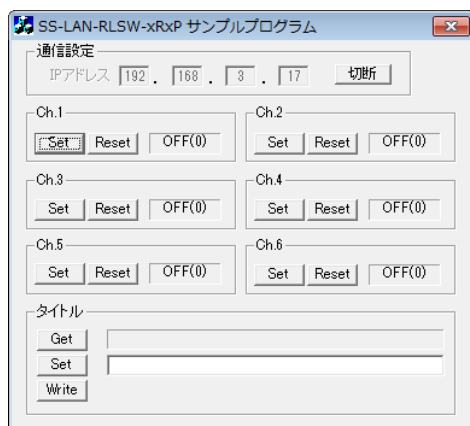 SS-LAN-RLSW-xRxP サンプルプログラム
通信設定
IPアドレス 192 . 168 . 3 . 17 切断
Ch.1 Ch.2
Set Reset OFF(0) Set Reset OFF(0)
Ch.3 Ch.4
Set Reset OFF(0) Set Reset OFF(0)
Ch.5 Ch.6
Set Reset OFF(0) Set Reset OFF(0)
タイトル
Get
Set
Write